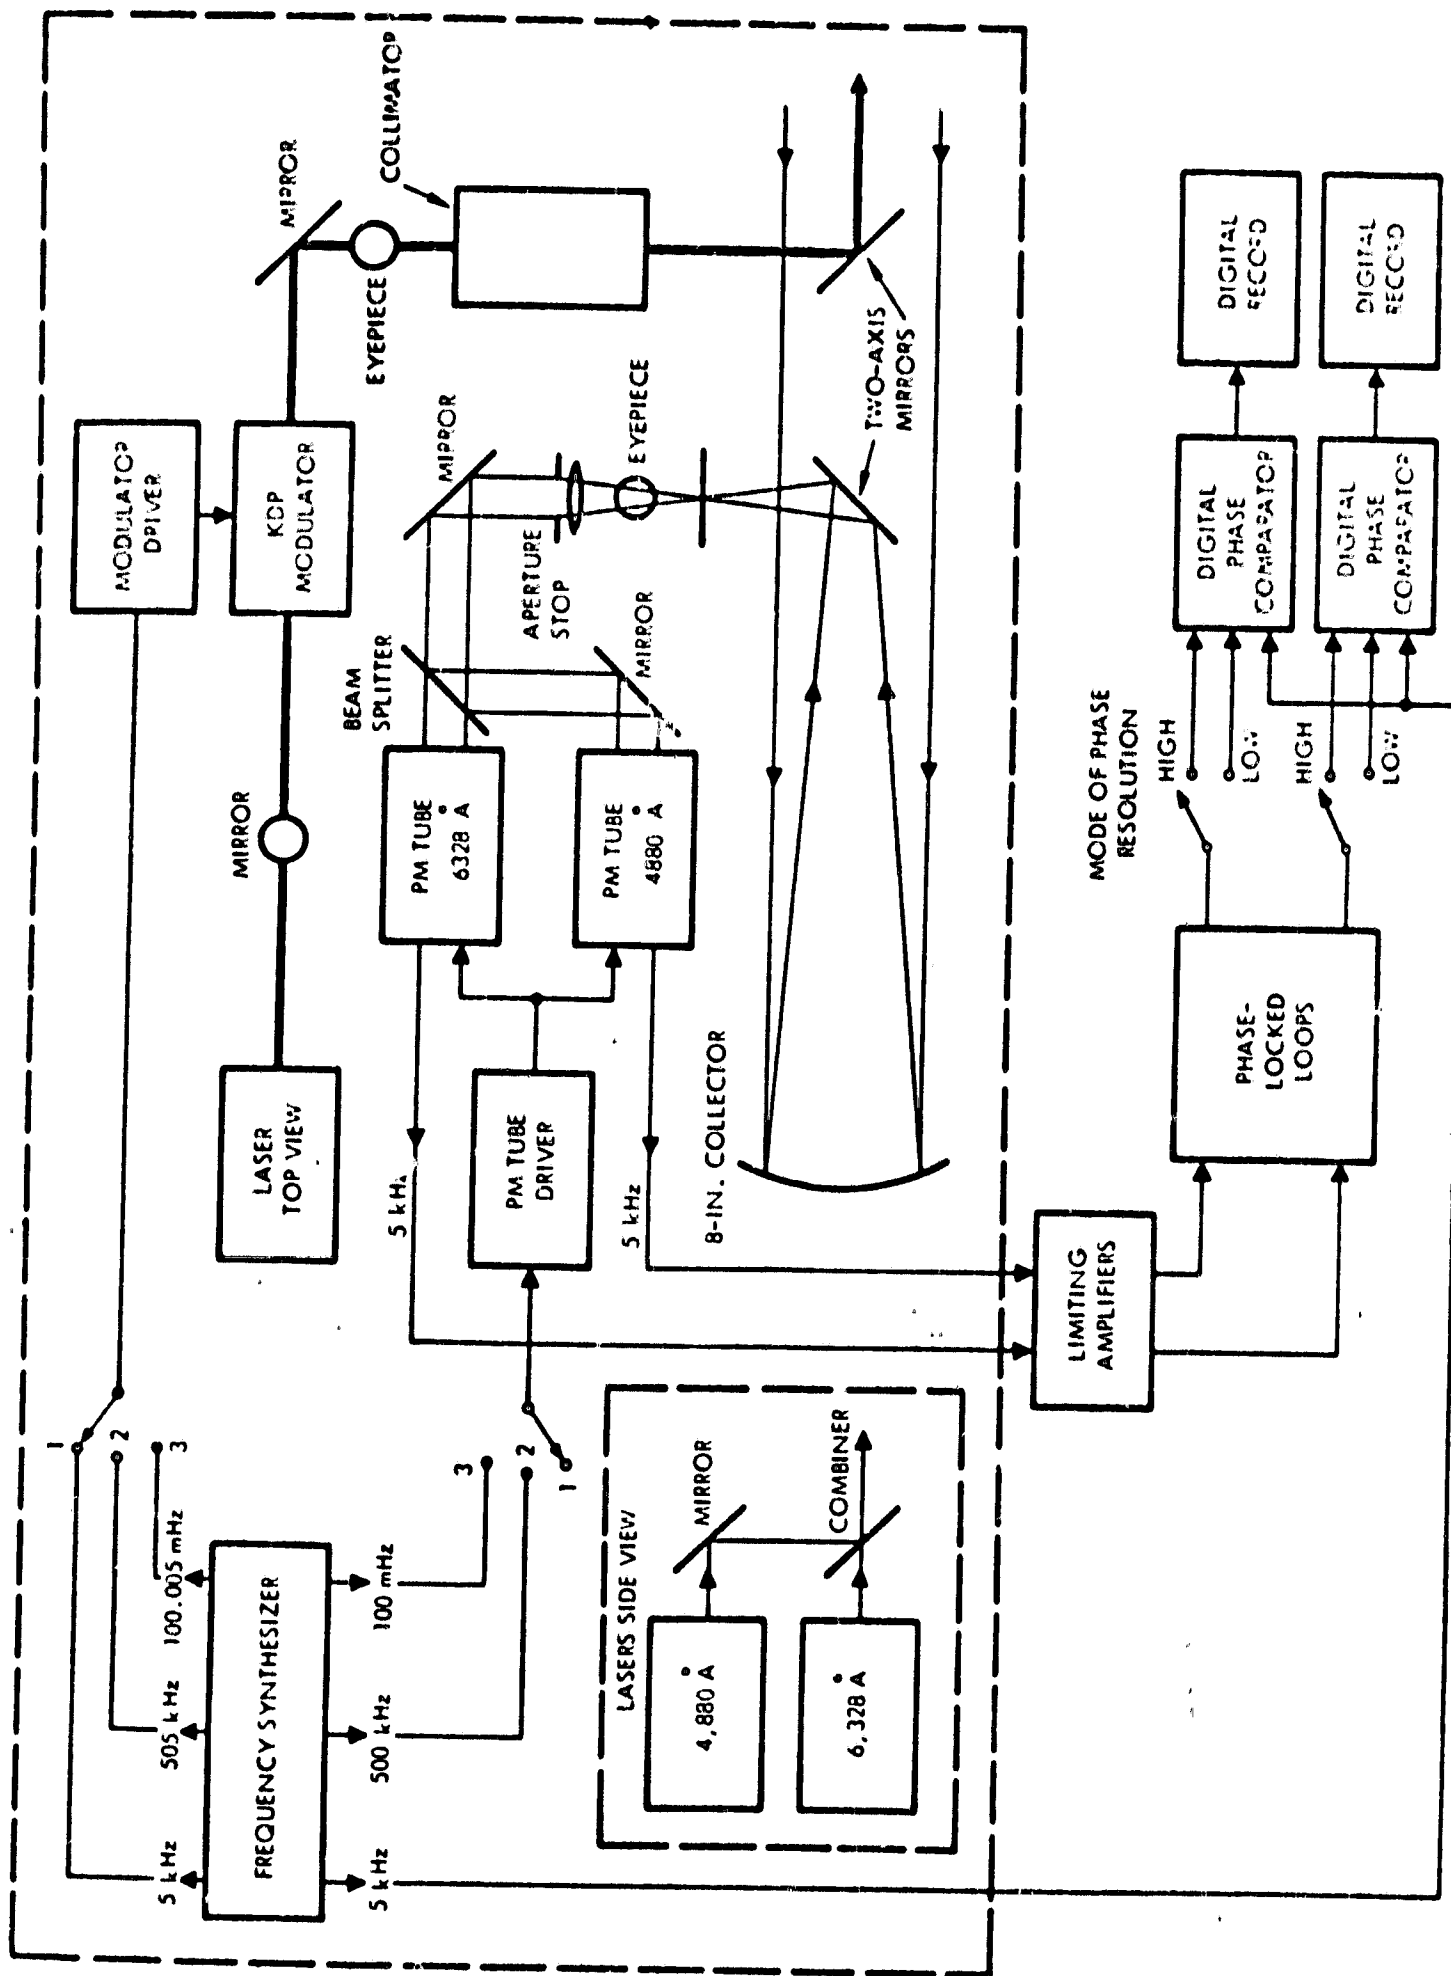 5 kHz
505 kHz
100.005 mHz
1
2
3
FREQUENCY SYNTHESIZER
5 kHz
500 kHz
100 mHz
3
2
1
MODULATOR
DRIVER
LASER
TOP VIEW
MIRROR
KDP
MODULATOR
MIRROR
EYEPIECE
COLLIMATOR
5 kHz
PM TUBE
DRIVER
5 kHz
PM TUBE
6328 Å
PM TUBE
4880 Å
BEAM
SPLITTER
MIRROR
APERTURE
STOP
MIRROR
EYEPIECE
TWO-AXIS
MIRRORS
8-IN. COLLECTOR
LASERS SIDE VIEW
4,880 Å
6,328 Å
MIRROR
COMBINER
LIMITING
AMPLIFIERS
PHASE-
LOCKED
LOOPS
MODE OF PHASE
RESOLUTION
HIGH
LOW
HIGH
LOW
DIGITAL
PHASE
COMPARATOR
DIGITAL
RECORD
DIGITAL
PHASE
COMPARATOR
DIGITAL
RECORD